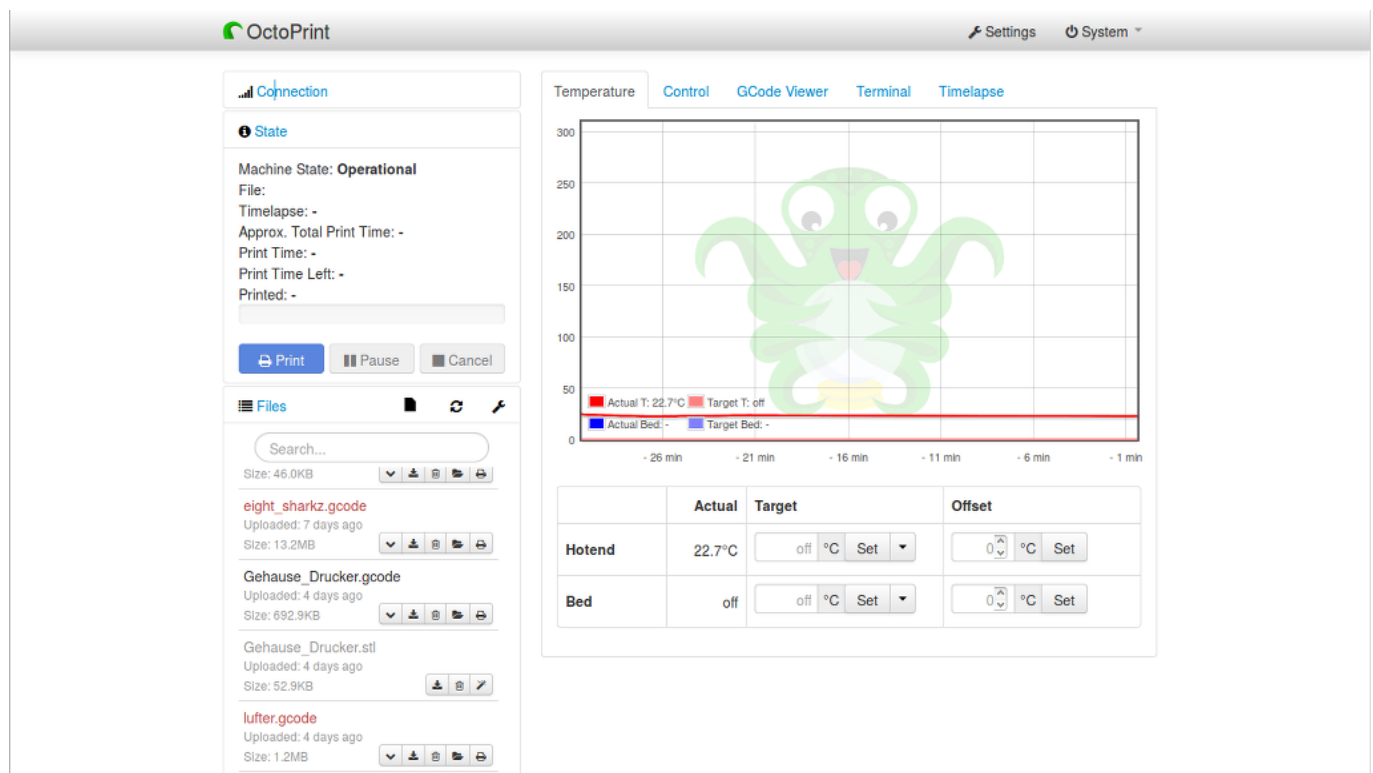 OctoPrint
Settings
System
Connection
State
Machine State: Operational
File:
Timelapse: -
Approx. Total Print Time: -
Print Time: -
Print Time Left: -
Printed: -
Print
Pause
Cancel
Files
Search...
Size: 46.0KB
eight_sharkz.gcode
Uploaded: 7 days ago
Size: 13.2MB
Gehause_Drucker.gcode
Uploaded: 4 days ago
Size: 692.9KB
Gehause_Drucker.stl
Uploaded: 4 days ago
Size: 52.9KB
lufter.gcode
Uploaded: 4 days ago
Size: 1.2MB
Temperature Control GCode Viewer Terminal Timelapse
300
250
200
150
100
50
0
Actual T: 22.7°C Target T: off
Actual Bed: - Target Bed: -
- 26 min - 21 min - 16 min - 11 min - 6 min - 1 min
Actual Target Offset
Hotend 22.7°C off °C Set 0 °C Set
Bed off off °C Set 0 °C Set